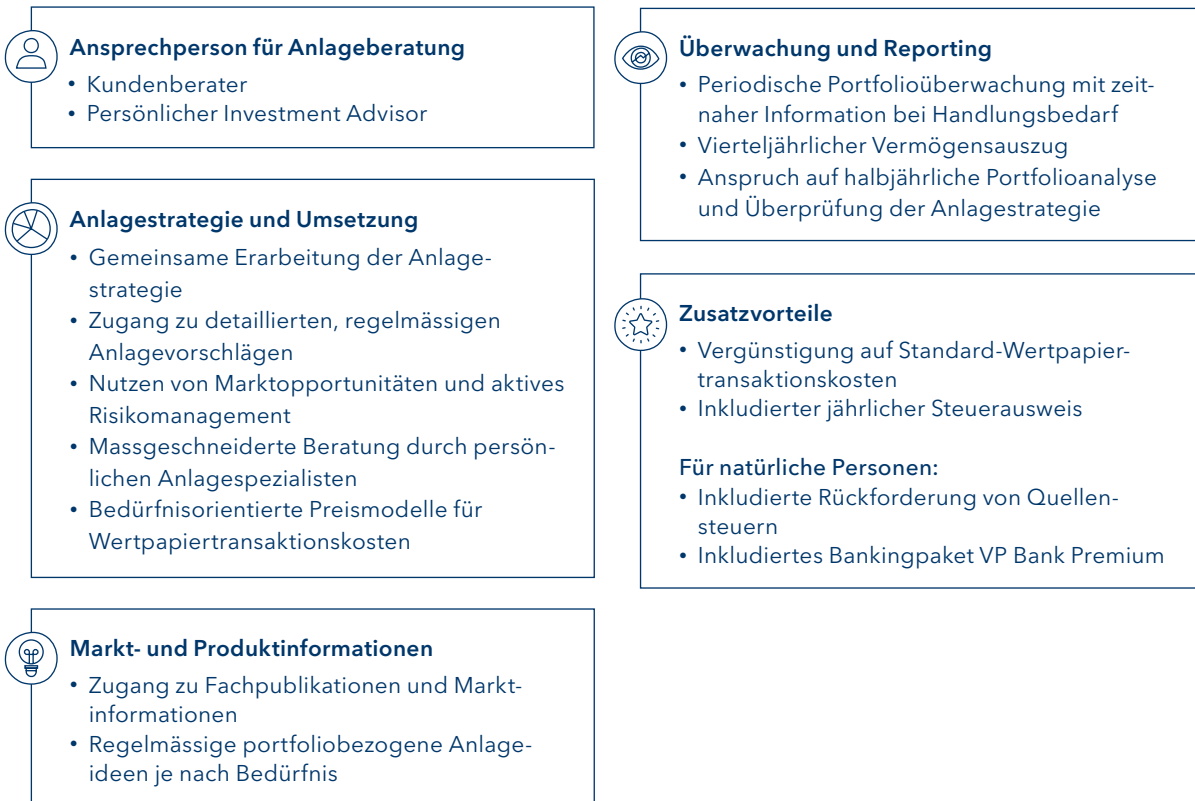 Ansprechperson für Anlageberatung
• Kundenberater
• Persönlicher Investment Advisor
Anlagestrategie und Umsetzung
• Gemeinsame Erarbeitung der Anlage-
strategie
• Zugang zu detaillierten, regelmässigen
Anlagevorschlägen
• Nutzen von Marktopportunitäten und aktives
Risikomanagement
• Massgeschneiderte Beratung durch persön-
lichen Anlagespezialisten
• Bedürfnisorientierte Preismodelle für
Wertpapiertransaktionskosten
Markt- und Produktinformationen
• Zugang zu Fachpublikationen und Markt-
informationen
• Regelmässige portfoliobezogene Anlage-
ideen je nach Bedürfnis
Überwachung und Reporting
• Periodische Portfolioüberwachung mit zeit-
naher Information bei Handlungsbedarf
• Vierteljährlicher Vermögensauszug
• Anspruch auf halbjährliche Portfolioanalyse
und Überprüfung der Anlagestrategie
Zusatzvorteile
• Vergünstigung auf Standard-Wertpapier-
transaktionskosten
• Inkludierter jährlicher Steuerausweis
Für natürliche Personen:
• Inkludierte Rückforderung von Quellen-
steuern
• Inkludiertes Bankingpaket VP Bank Premium